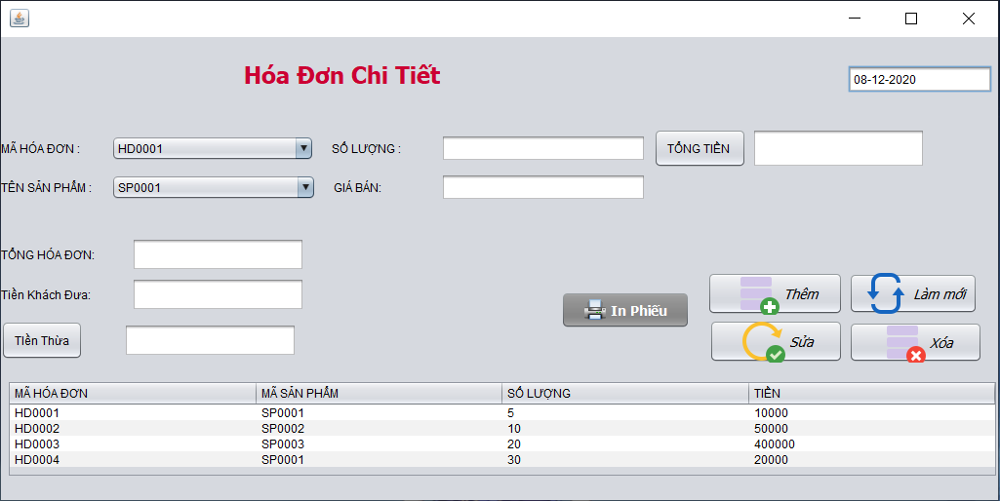 Hóa Đơn Chi Tiết
08-12-2020
MÃ HÓA ĐƠN : HD0001 SỐ LƯỢNG : TỔNG TIỀN
TÊN SẢN PHẨM : SP0001 GIÁ BÁN:
TỔNG HÓA ĐƠN:
Tiền Khách Đưa:
Thêm Làm mới
In Phiếu
Tiền Thừa Sửa Xóa
MÃ HÓA ĐƠN MÃ SẢN PHẨM SỐ LƯỢNG TIỀN
HD0001 SP0001 5 10000
HD0002 SP0002 10 50000
HD0003 SP0003 20 400000
HD0004 SP0001 30 20000